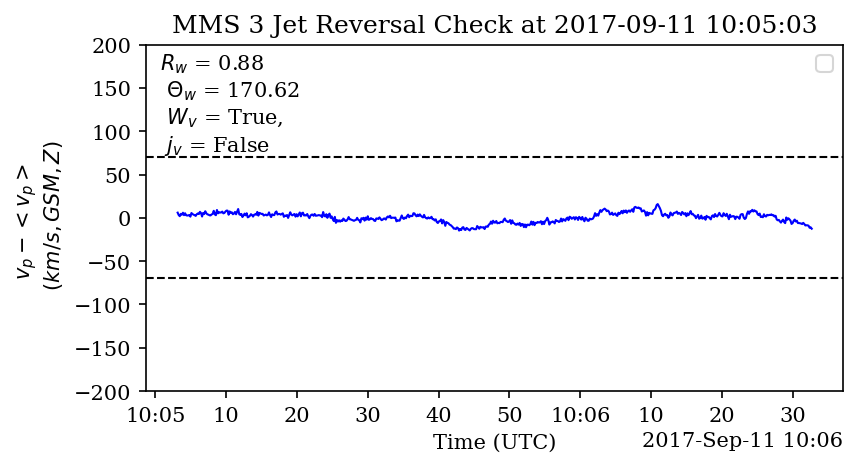 MMS 3 Jet Reversal Check at 2017-09-11 10:05:03
R_w = 0.88
Θ_w = 170.62
W_v = True,
j_v = False
v_p − < v_p >
(km/s, GSM, Z)
200
150
100
50
0
−50
−100
−150
−200
10:05 10 20 30 40 50 10:06 10 20 30
Time (UTC)
2017-Sep-11 10:06